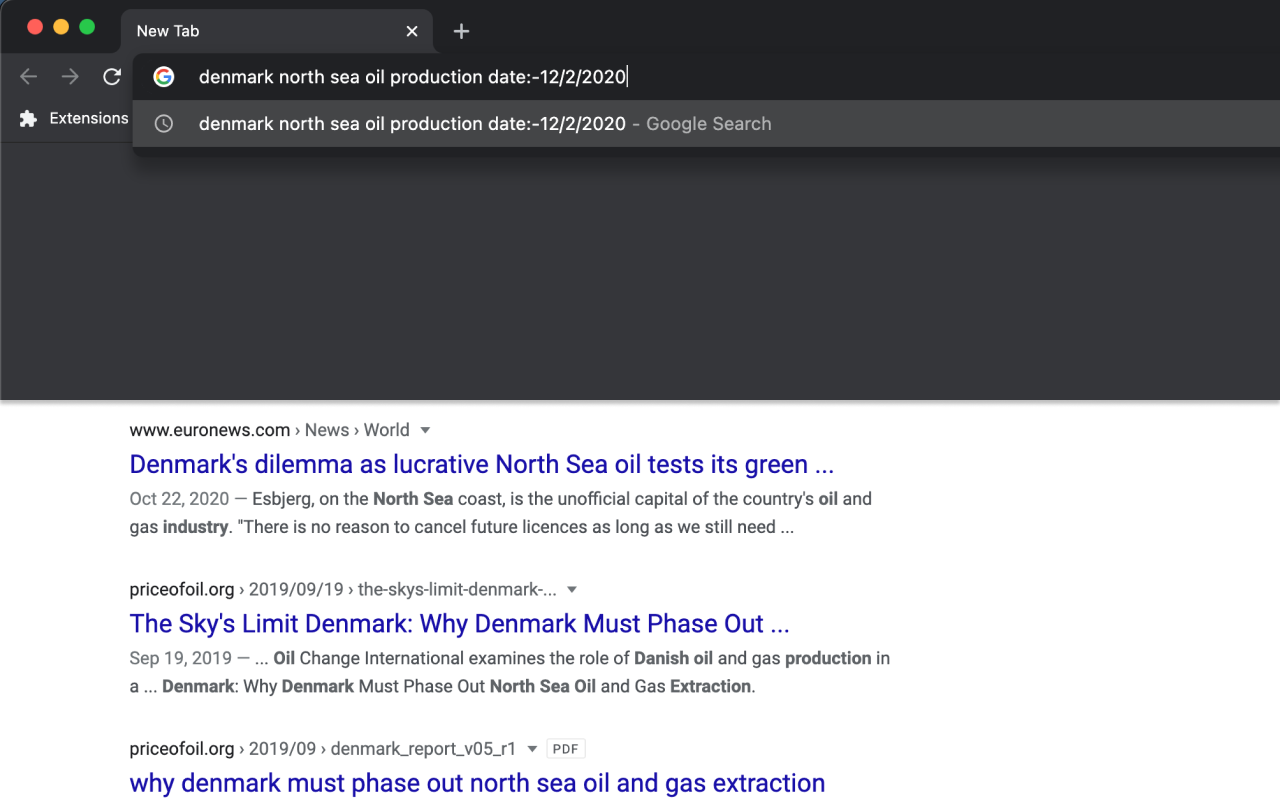 New Tab
denmark north sea oil production date:-12/2/2020
Extensions
denmark north sea oil production date:-12/2/2020 - Google Search
www.euronews.com › News › World
Denmark's dilemma as lucrative North Sea oil tests its green ...
Oct 22, 2020 — Esbjerg, on the North Sea coast, is the unofficial capital of the country's oil and
gas industry. "There is no reason to cancel future licences as long as we still need ...
priceofoil.org › 2019/09/19 › the-skys-limit-denmark-...
The Sky's Limit Denmark: Why Denmark Must Phase Out ...
Sep 19, 2019 — ... Oil Change International examines the role of Danish oil and gas production in
a ... Denmark: Why Denmark Must Phase Out North Sea Oil and Gas Extraction.
priceofoil.org › 2019/09 › denmark_report_v05_r1 PDF
why denmark must phase out north sea oil and gas extraction